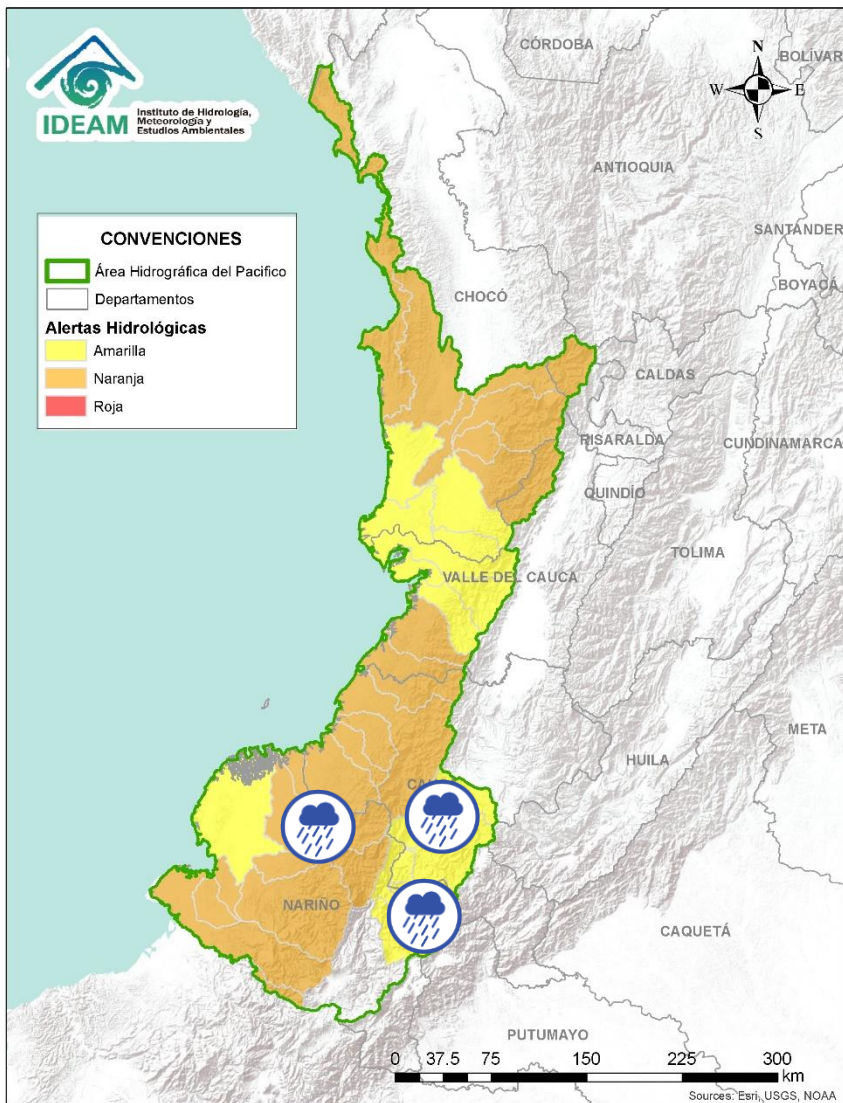 IDEAM
Instituto de Hidrología,
Meteorología y
Estudios Ambientales
N
W E
S
CÓRDOBA
BOLÍVAR
ANTIOQUIA
SANTANDER
BOYACÁ
CONVENCIONES
Área Hidrográfica del Pacifico
Departamentos
Alertas Hidrológicas
Amarilla
Naranja
Roja
CHOCÓ
CALDAS
RISARALDA
CUNDINAMARCA
QUINDÍO
TOLIMA
VALLE DEL CAUCA
META
HUILA
NARIÑO
CAQUETÁ
PUTUMAYO
0 37.5 75 150 225 300
km
Sources: Esri, USGS, NOAA